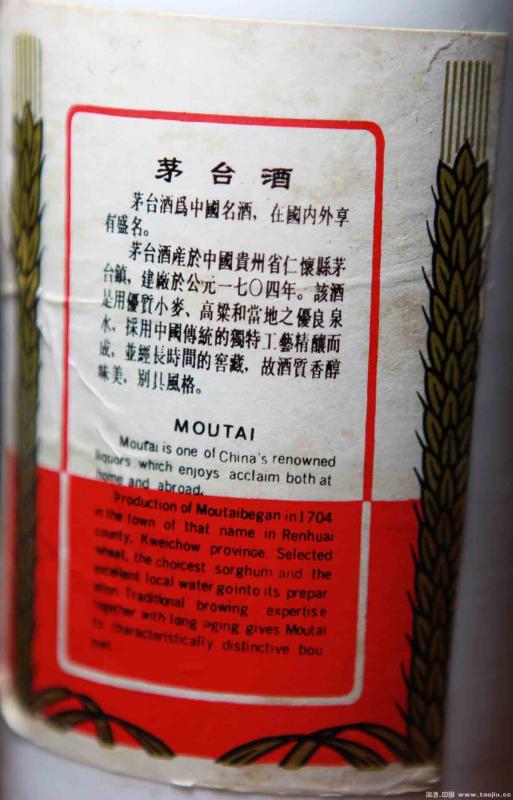 茅台酒
茅台酒爲中國名酒，在國内外享
有盛名。
茅台酒産於中國貴州省仁懷縣茅
台鎮，建廠於公元一七〇四年。該酒
是用優質小麥、高粱和當地之優良泉
水，採用中國傳統的獨特工藝精釀而
成，並經長時間的窖藏，故酒質香醇
味美，別具風格。
MOUTAI
Moutai is one of China's renowned
liquors which enjoys acclaim both at
home and abroad.
Production of Moutaibegan in 1704
in the town of that name in Renhuai
county, Kweichow province. Selected
wheat, the choicest sorghum and the
excellent local water gointo its prepar
ation Traditional browing expertise
together with long aging gives Moutai
its characteristically distinctive bou
quet.
www.taojiu.cc